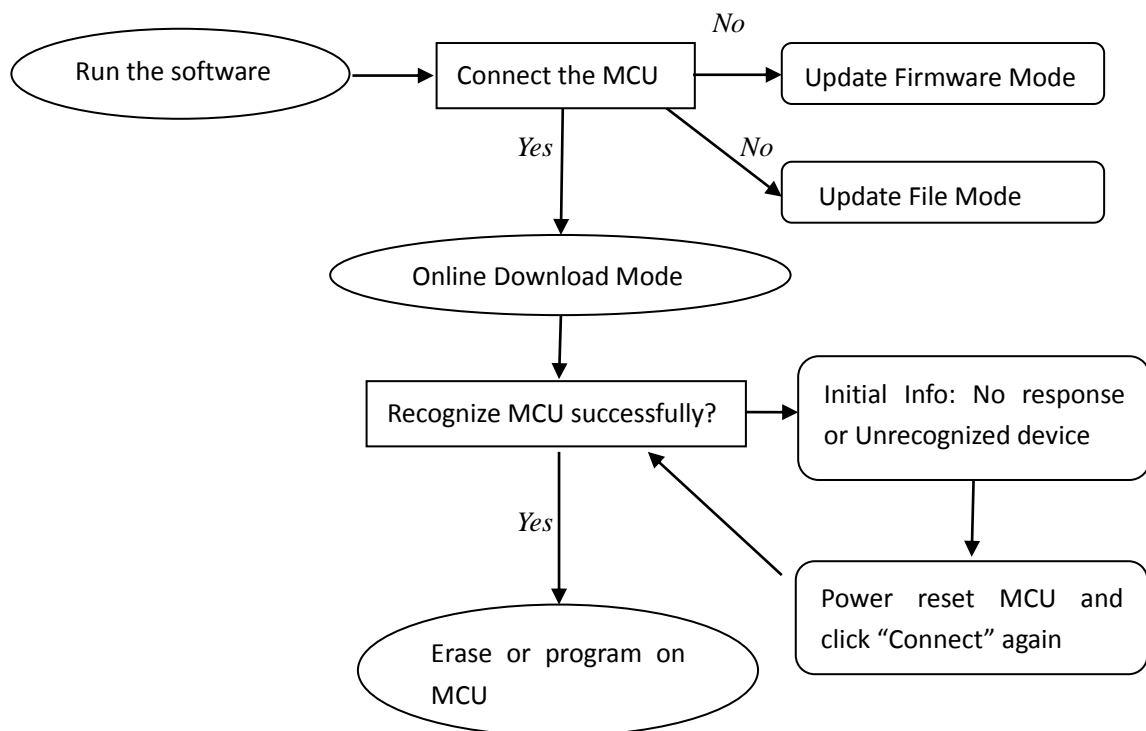 No
Run the software
Connect the MCU
Update Firmware Mode
Yes
No
Update File Mode
Online Download Mode
Recognize MCU successfully?
Initial Info: No response
or Unrecognized device
Yes
Power reset MCU and
click “Connect” again
Erase or program on
MCU